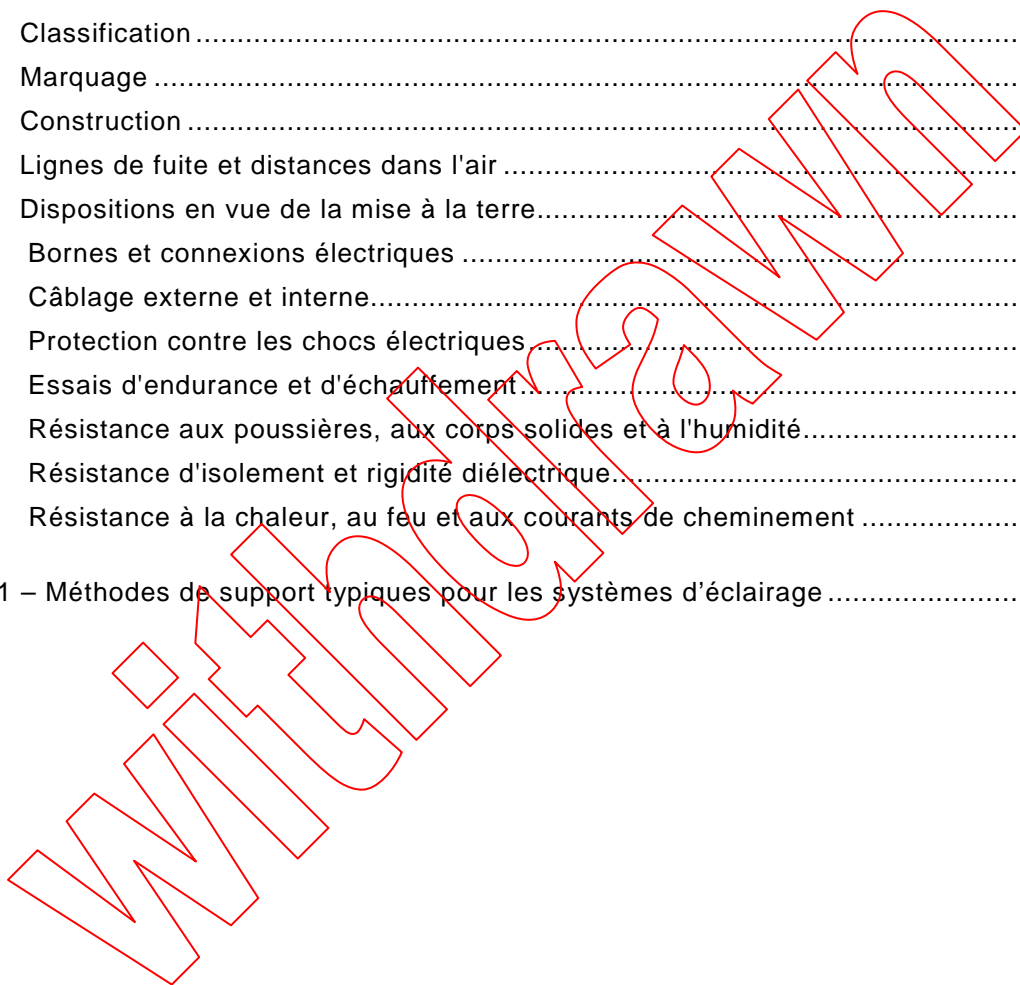 Classification ........................................................................................................
Marquage ........................................................................................................
Construction ........................................................................................................
Lignes de fuite et distances dans l'air ........................................................................
Dispositions en vue de la mise à la terre........................................................................
Bornes et connexions électriques ........................................................................
Câblage externe et interne........................................................................................
Protection contre les chocs électriques........................................................................
Essais d'endurance et d'échauffement........................................................................
Résistance aux poussières, aux corps solides et à l'humidité................................
Résistance d'isolement et rigidité diélectrique............................................................
Résistance à la chaleur, au feu et aux courants de cheminement .......................
1 – Méthodes de support typiques pour les systèmes d’éclairage ............................
withdrawn